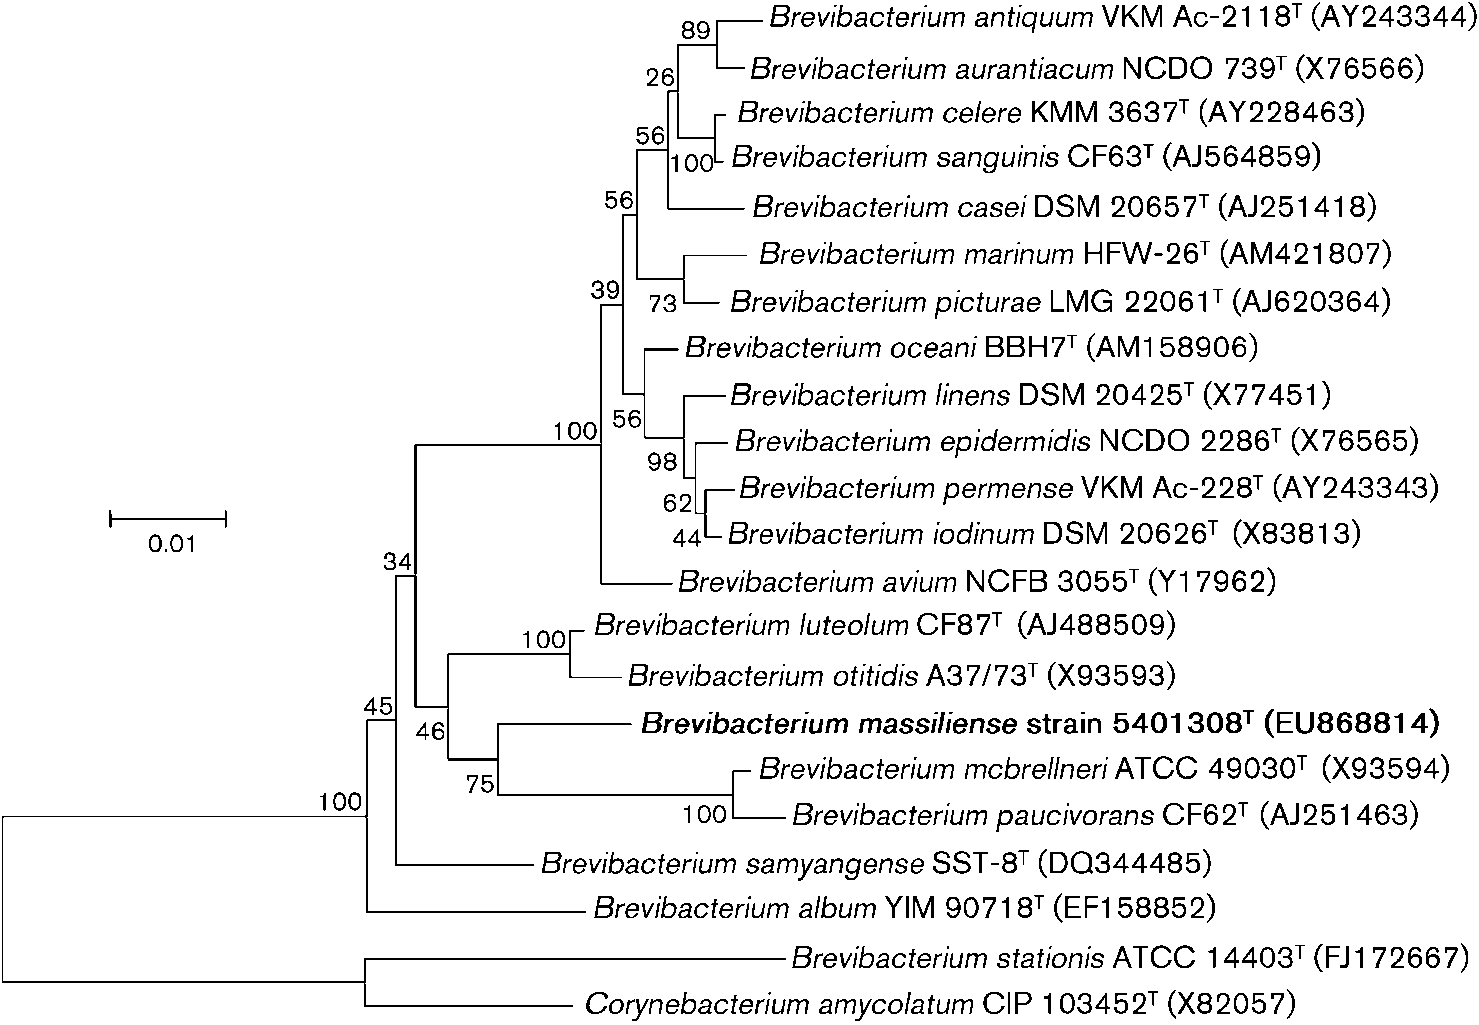 Brevibacterium antiquum VKM Ac-2118ᵀ (AY243344)
89
Brevibacterium aurantiacum NCDO 739ᵀ (X76566)
26
Brevibacterium celere KMM 3637ᵀ (AY228463)
56
Brevibacterium sanguinis CF63ᵀ (AJ564859)
100
Brevibacterium casei DSM 20657ᵀ (AJ251418)
56
Brevibacterium marinum HFW-26ᵀ (AM421807)
39
73
Brevibacterium picturae LMG 22061ᵀ (AJ620364)
Brevibacterium oceani BBH7ᵀ (AM158906)
Brevibacterium linens DSM 20425ᵀ (X77451)
56
100
Brevibacterium epidermidis NCDO 2286ᵀ (X76565)
98
Brevibacterium permense VKM Ac-228ᵀ (AY243343)
62
Brevibacterium iodinum DSM 20626ᵀ (X83813)
44
0.01
34
Brevibacterium avium NCFB 3055ᵀ (Y17962)
Brevibacterium luteolum CF87ᵀ (AJ488509)
100
Brevibacterium otitidis A37/73ᵀ (X93593)
45
46
Brevibacterium massiliense strain 5401308ᵀ (EU868814)
Brevibacterium mcbrellneri ATCC 49030ᵀ (X93594)
75
100
100
Brevibacterium paucivorans CF62ᵀ (AJ251463)
Brevibacterium samyangense SST-8ᵀ (DQ344485)
Brevibacterium album YIM 90718ᵀ (EF158852)
Brevibacterium stationis ATCC 14403ᵀ (FJ172667)
Corynebacterium amycolatum CIP 103452ᵀ (X82057)